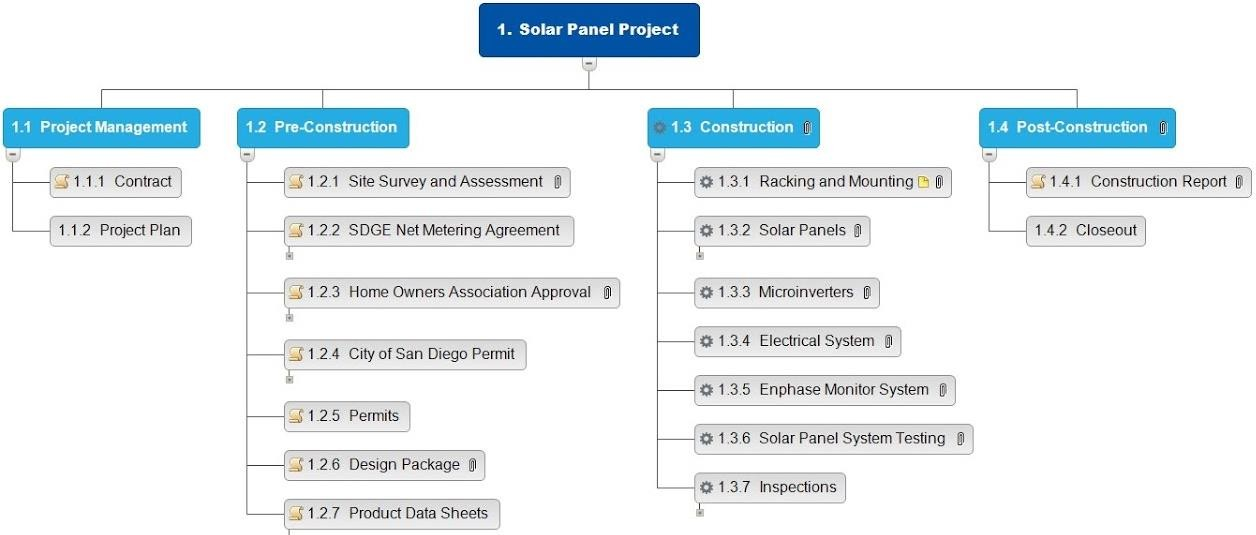 1. Solar Panel Project
1.1 Project Management
1.1.1 Contract
1.1.2 Project Plan
1.2 Pre-Construction
1.2.1 Site Survey and Assessment
1.2.2 SDGE Net Metering Agreement
1.2.3 Home Owners Association Approval
1.2.4 City of San Diego Permit
1.2.5 Permits
1.2.6 Design Package
1.2.7 Product Data Sheets
1.3 Construction
1.3.1 Racking and Mounting
1.3.2 Solar Panels
1.3.3 Microinverters
1.3.4 Electrical System
1.3.5 Enphase Monitor System
1.3.6 Solar Panel System Testing
1.3.7 Inspections
1.4 Post-Construction
1.4.1 Construction Report
1.4.2 Closeout